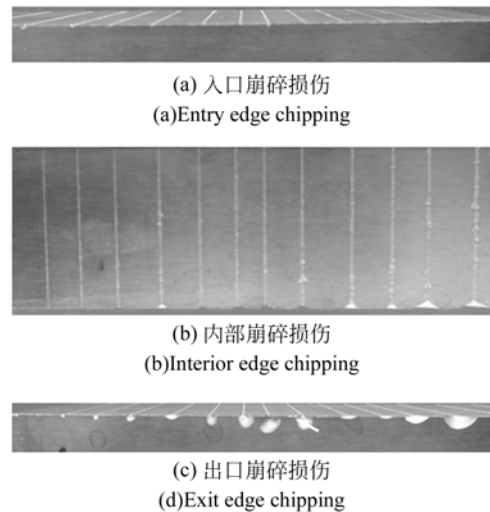 (a) 入口崩碎损伤
(a)Entry edge chipping
(b) 内部崩碎损伤
(b)Interior edge chipping
(c) 出口崩碎损伤
(d)Exit edge chipping